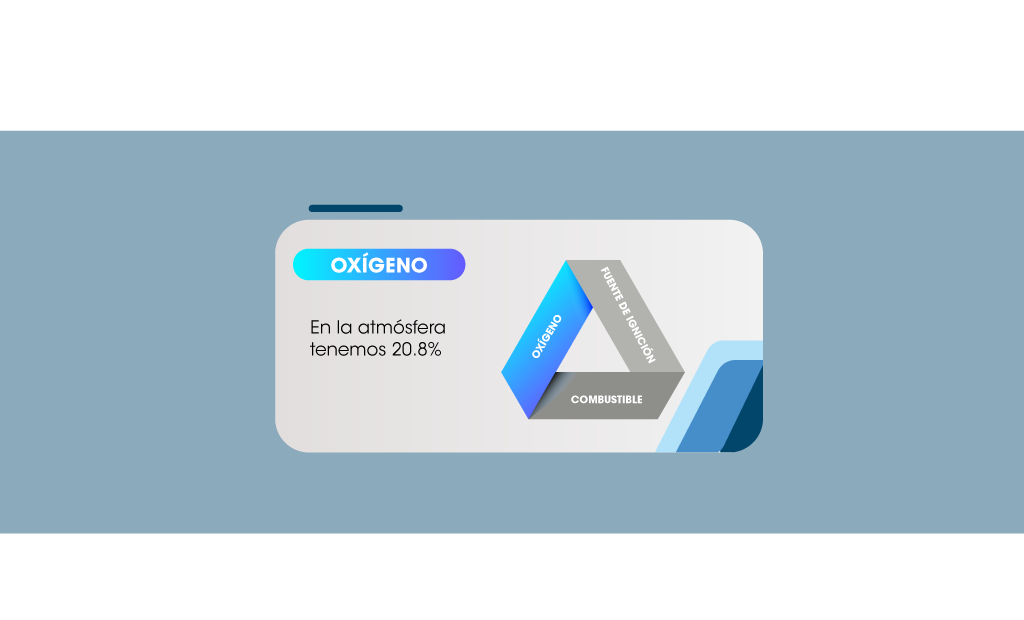 OXÍGENO
En la atmósfera
tenemos 20.8%
OXÍGENO
FUENTE DE IGNICIÓN
COMBUSTIBLE